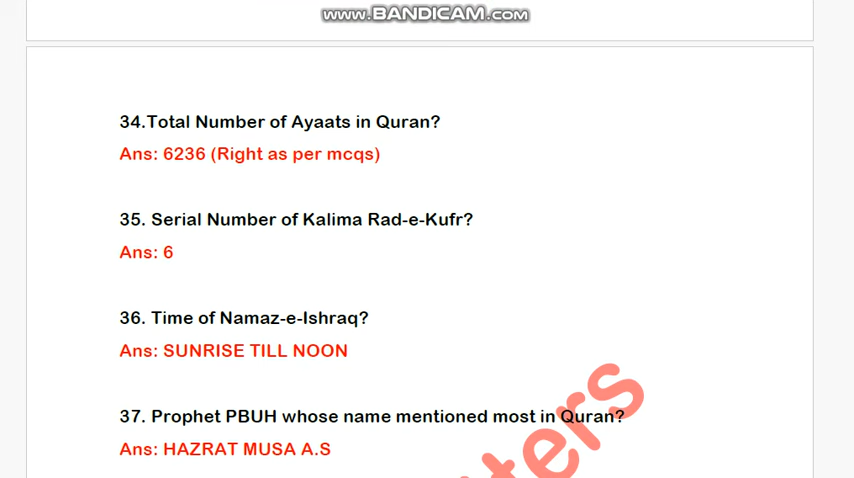 www.BANDICAM.com
34.Total Number of Ayaats in Quran?
Ans: 6236 (Right as per mcqs)
35. Serial Number of Kalima Rad-e-Kufr?
Ans: 6
36. Time of Namaz-e-Ishraq?
Ans: SUNRISE TILL NOON
37. Prophet PBUH whose name mentioned most in Quran?
Ans: HAZRAT MUSA A.S